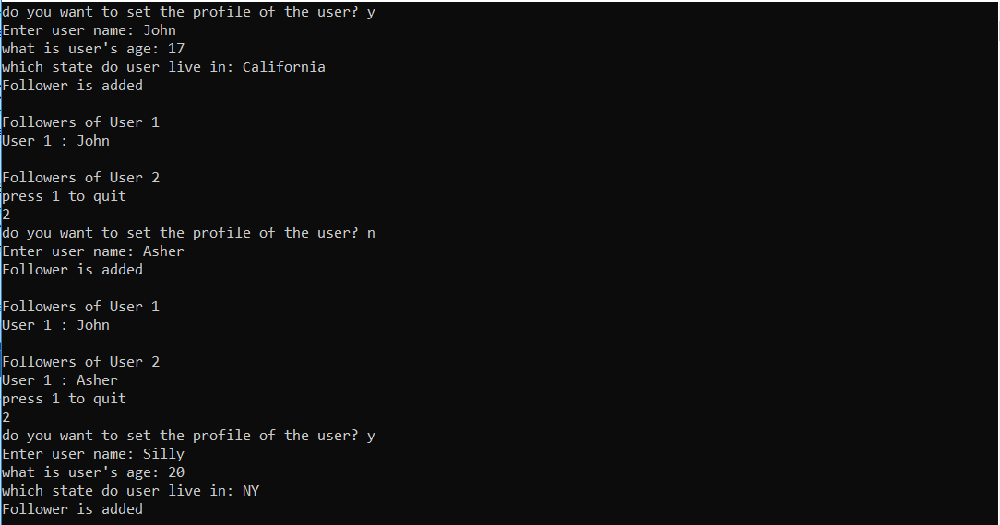 do you want to set the profile of the user? y
Enter user name: John
what is user's age: 17
which state do user live in: California
Follower is added
Followers of User 1
User 1 : John
Followers of User 2
press 1 to quit
2
do you want to set the profile of the user? n
Enter user name: Asher
Follower is added
Followers of User 1
User 1 : John
Followers of User 2
User 1 : Asher
press 1 to quit
2
do you want to set the profile of the user? y
Enter user name: Silly
what is user's age: 20
which state do user live in: NY
Follower is added